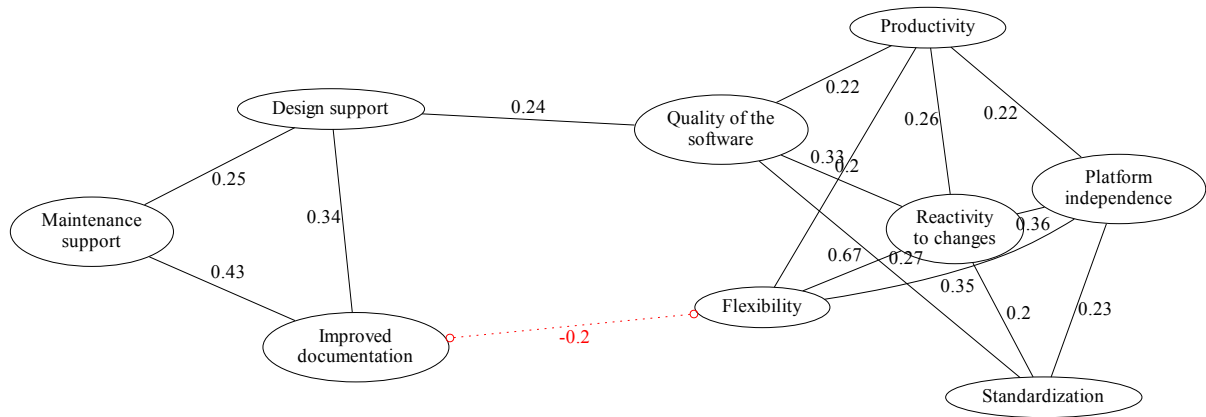 Productivity
Design support
0.24
Quality of the
software
0.22
0.26
0.22
0.33
0.2
Platform
independence
0.25
Maintenance
support
0.34
Reactivity
to changes
0.36
0.43
0.67
0.27
0.35
Flexibility
0.2
0.23
Improved
documentation
-0.2
Standardization